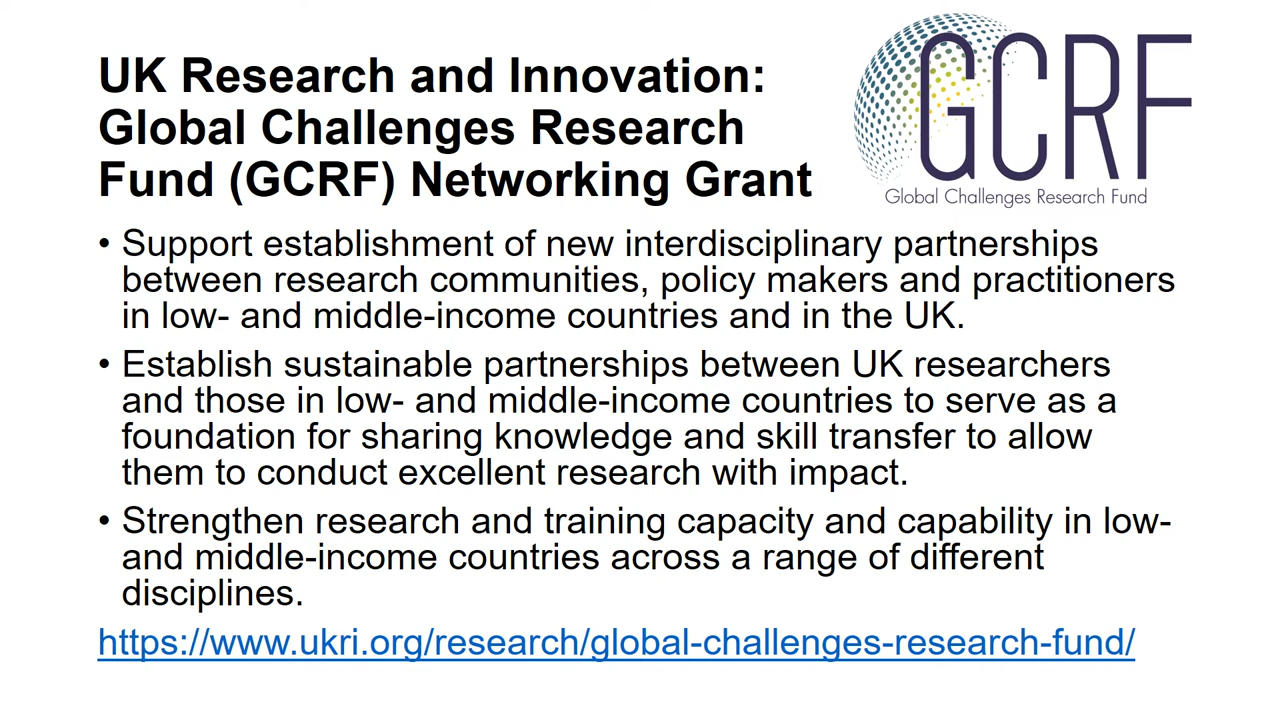 UK Research and Innovation:
Global Challenges Research
Fund (GCRF) Networking Grant
GCRF
Global Challenges Research Fund
• Support establishment of new interdisciplinary partnerships
between research communities, policy makers and practitioners
in low- and middle-income countries and in the UK.
• Establish sustainable partnerships between UK researchers
and those in low- and middle-income countries to serve as a
foundation for sharing knowledge and skill transfer to allow
them to conduct excellent research with impact.
• Strengthen research and training capacity and capability in low-
and middle-income countries across a range of different
disciplines.
https://www.ukri.org/research/global-challenges-research-fund/